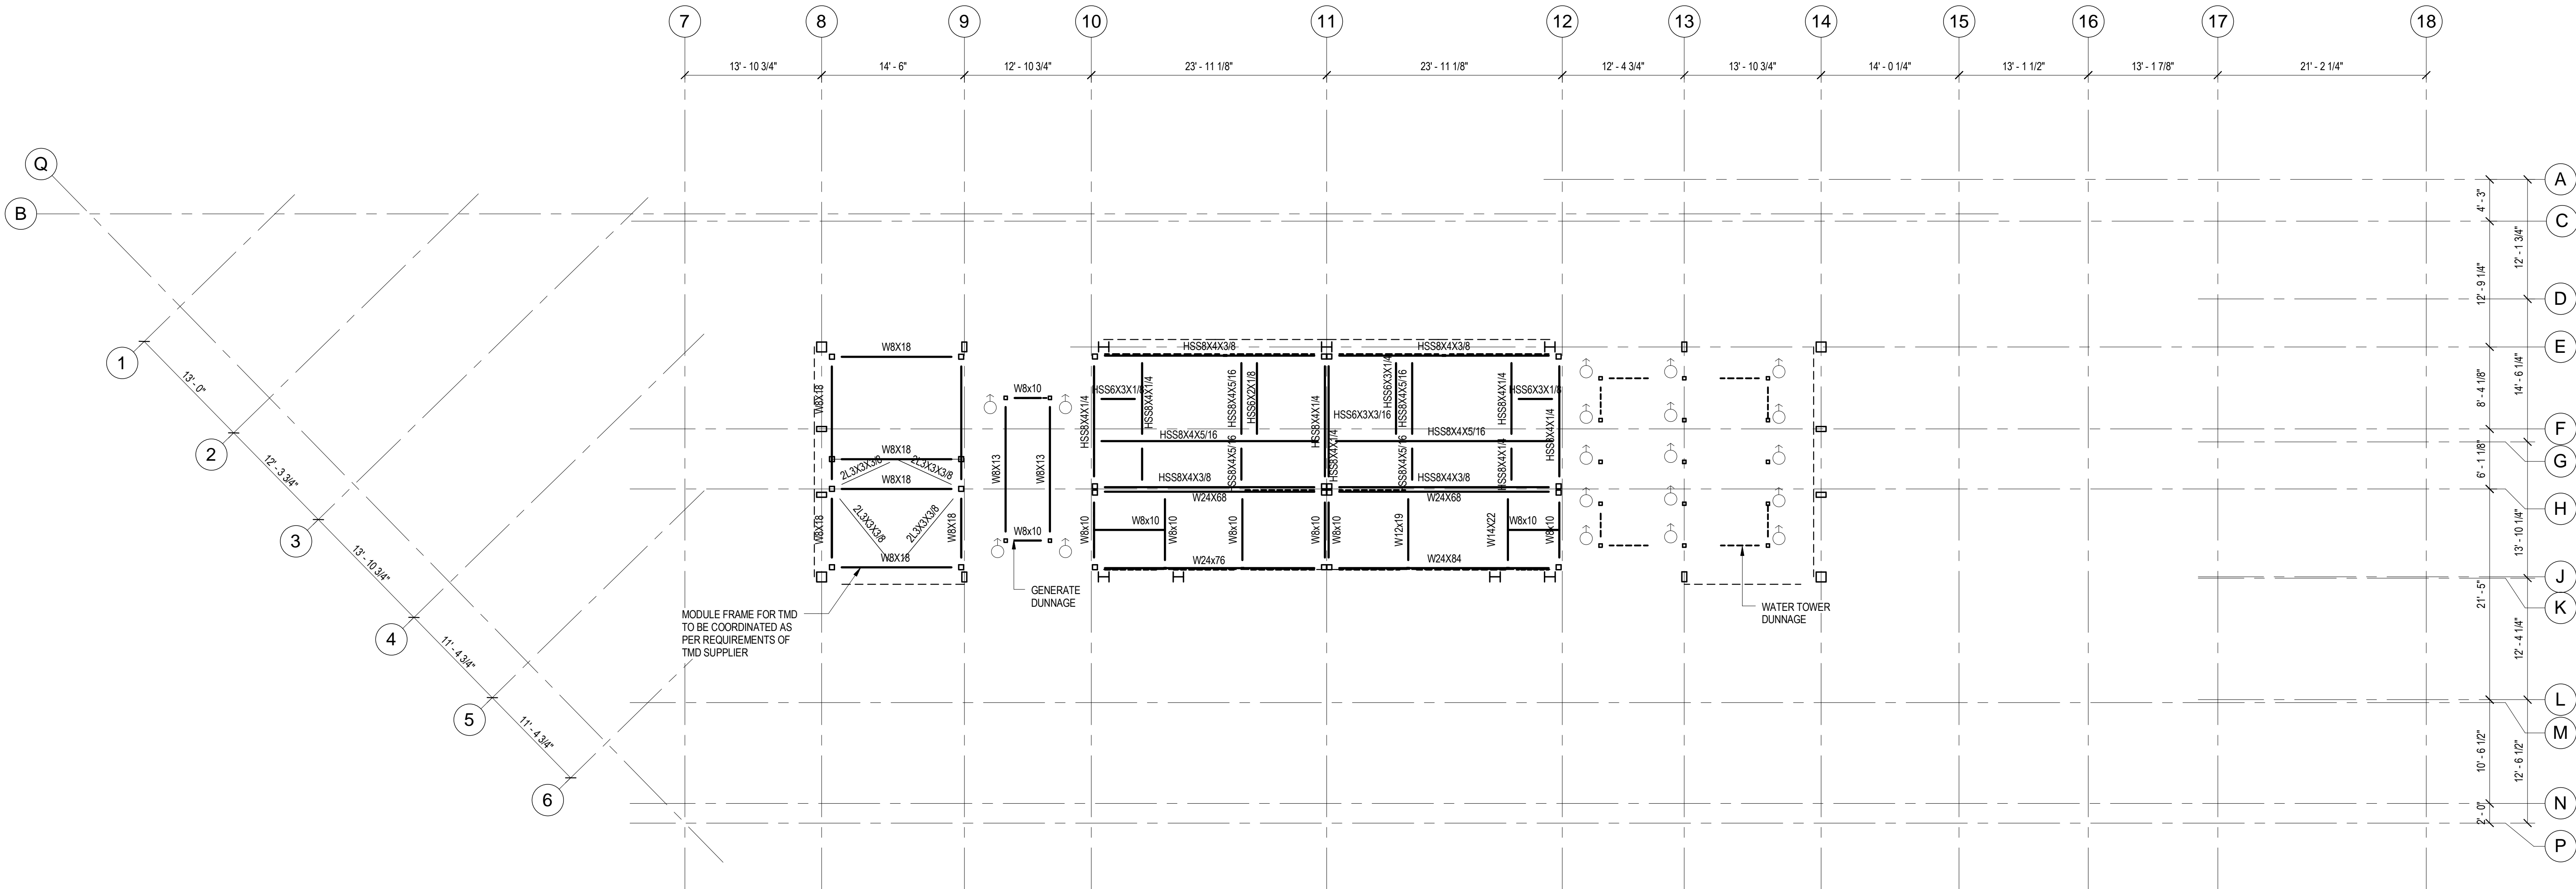 7
8
9
10
11
12
13
14
15
16
17
18
13' - 10 3/4"
14' - 6"
12' - 10 3/4"
23' - 11 1/8"
23' - 11 1/8"
12' - 4 3/4"
13' - 10 3/4"
14' - 0 1/4"
13' - 1 1/2"
13' - 1 7/8"
21' - 2 1/4"
Q
B
1
2
3
4
5
6
13' - 0"
12' - 3 3/4"
13' - 10 3/4"
11' - 4 3/4"
11' - 4 3/4"
A
C
D
E
F
G
H
J
K
L
M
N
P
4' - 3"
12' - 9 1/4"
8' - 4 1/8"
6' - 1 1/8"
21' - 5"
10' - 6 1/2"
2' - 0"
12' - 1 3/4"
14' - 6 1/4"
13' - 10 1/4"
12' - 4 1/4"
12' - 6 1/2"
W8X18
W8X18
W8X18
2L3X3X3/8
2L3X3X3/8
W8X18
W8X18
2L3X3X3/8
2L3X3X3/8
W8X18
W8X18
MODULE FRAME FOR TMD
TO BE COORDINATED AS
PER REQUIREMENTS OF
TMD SUPPLIER
W8x10
W8X13
W8X13
W8x10
GENERATE
DUNNAGE
HSS8X4X3/8
HSS8X4X1/4
HSS6X3X1/8
HSS8X4X1/4
HSS8X4X5/16
HSS6X2X1/8
HSS8X4X1/4
HSS8X4X5/16
HSS8X4X5/16
HSS8X4X3/8
W24X68
W8x10
W8x10
W8x10
W8x10
W8x10
W24x76
HSS8X4X3/8
HSS6X3X1/4
HSS8X4X5/16
HSS6X3X3/16
HSS8X4X1/4
HSS6X3X1/8
HSS8X4X1/4
HSS8X4X5/16
HSS8X4X1/4
HSS8X4X5/16
HSS8X4X1/4
HSS8X4X3/8
W24X68
W8x10
W12x19
W14X22
W8x10
W8x10
W24X84
WATER TOWER
DUNNAGE